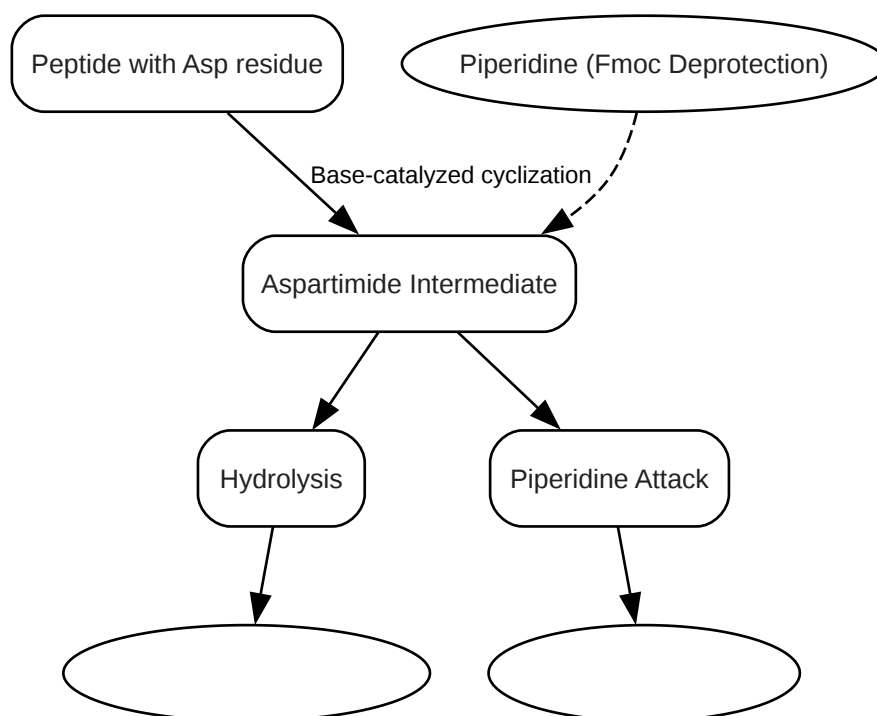 Peptide with Asp residue
Piperidine (Fmoc Deprotection)
Base-catalyzed cyclization
Aspartimide Intermediate
Hydrolysis
Piperidine Attack